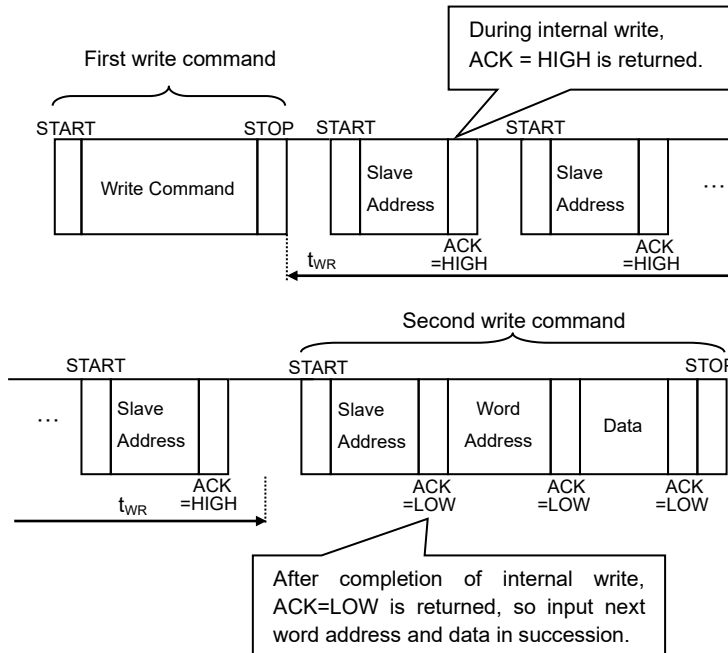 During internal write,
ACK = HIGH is returned.
First write command
START STOP START START
Write Command
Slave
Address
Slave
Address
…
ACK
=HIGH
ACK
=HIGH
tWR
Second write command
START START STOP
…
Slave
Address
Slave
Address
Word
Address
Data
ACK
=HIGH
ACK
=LOW
ACK
=LOW
ACK
=LOW
tWR
After completion of internal write,
ACK=LOW is returned, so input next
word address and data in succession.